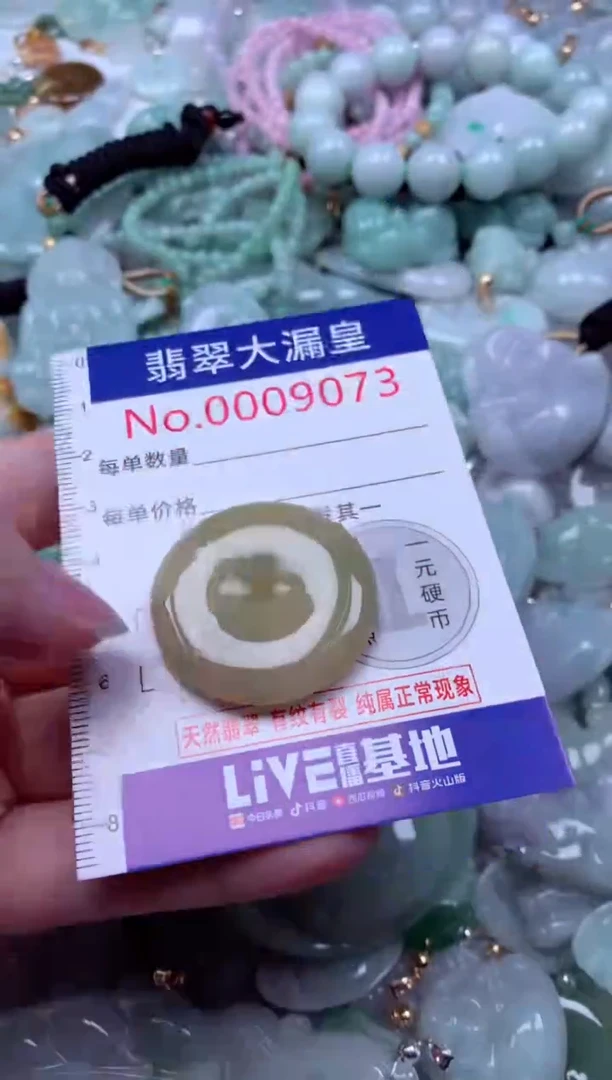 翡翠大漏皇
No.0009073
每单数量
每单价格
其一
一元硬币
天然翡翠 有纹有裂 纯属正常现象
LiVE直播基地
今日头条 抖音 西瓜视频 抖音火山版